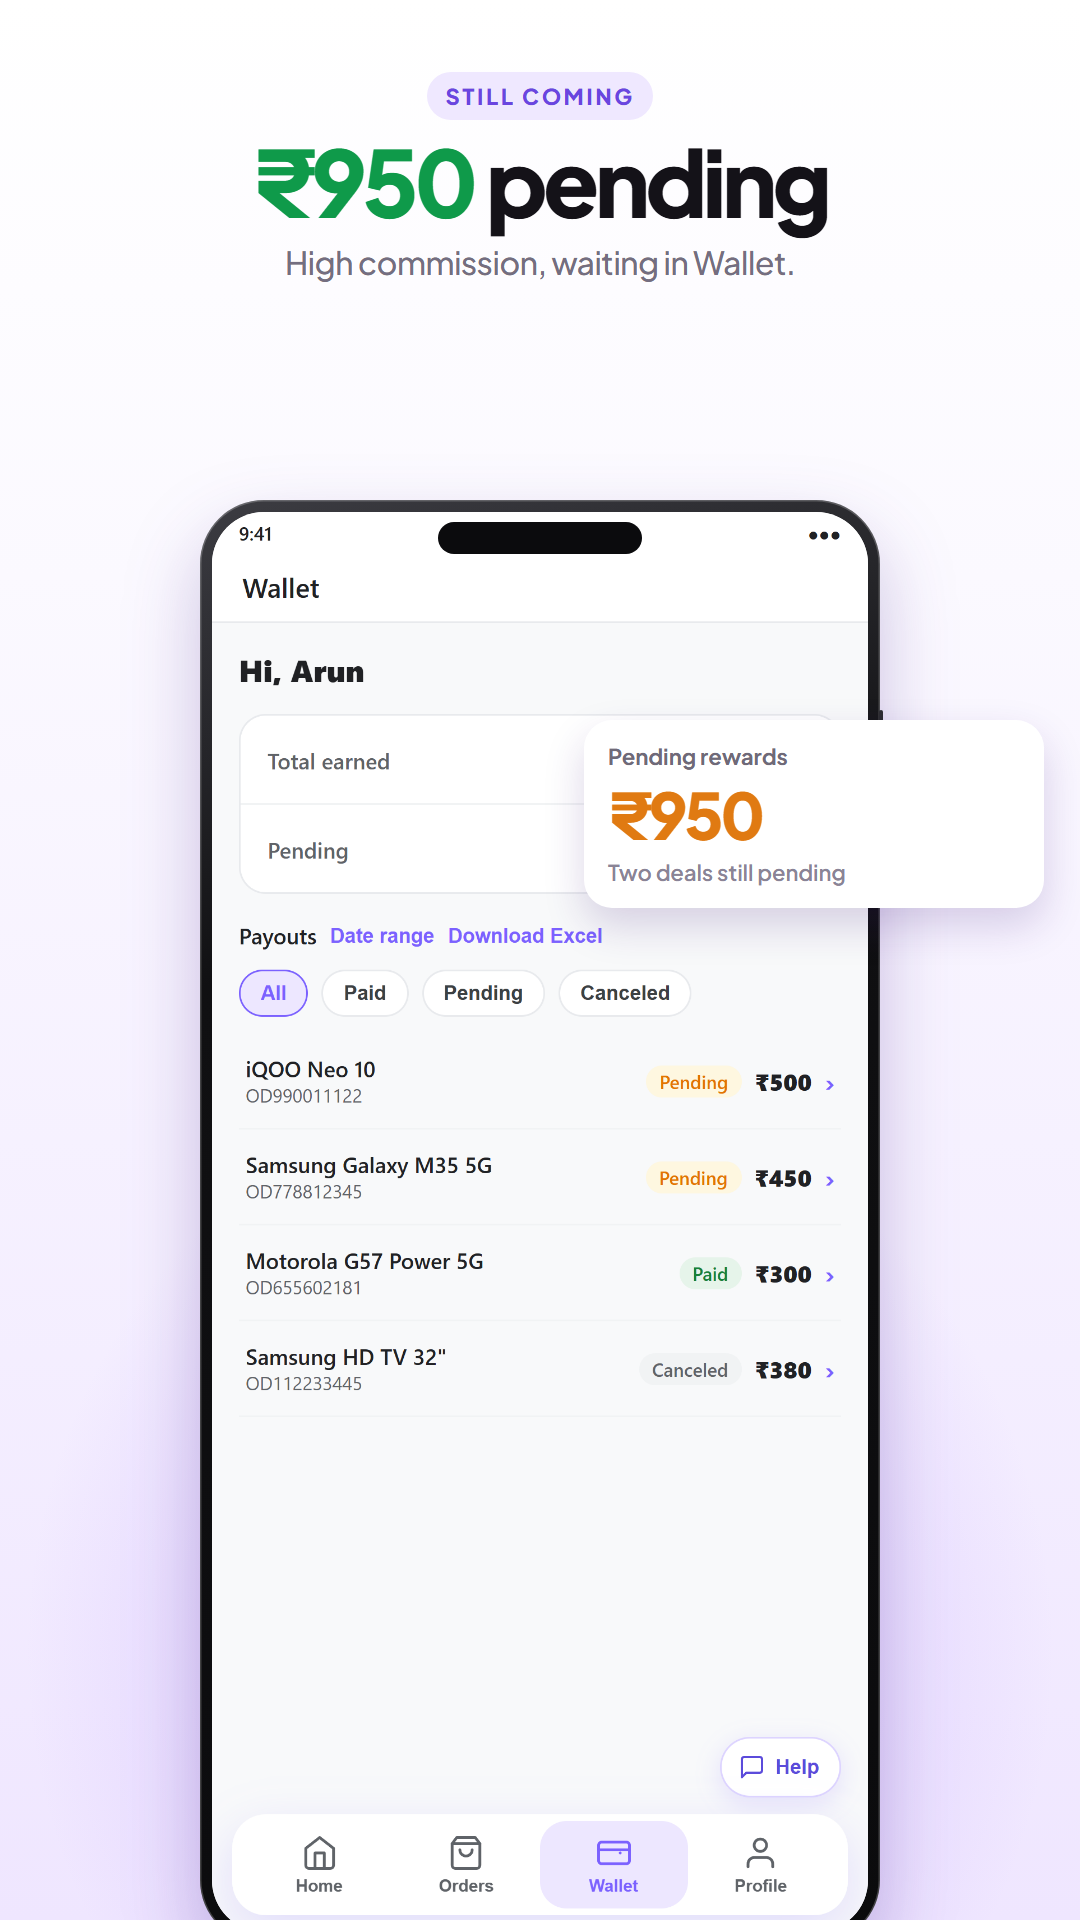 STILL COMING
₹950 pending
High commission, waiting in Wallet.
9:41
Wallet
Hi, Arun
Total earned
Pending
Pending rewards
₹950
Two deals still pending
Payouts Date range Download Excel
All Paid Pending Canceled
iQOO Neo 10
OD990011122
Pending ₹500
Samsung Galaxy M35 5G
OD778812345
Pending ₹450
Motorola G57 Power 5G
OD655602181
Paid ₹300
Samsung HD TV 32"
OD112233445
Canceled ₹380
Help
Home Orders Wallet Profile